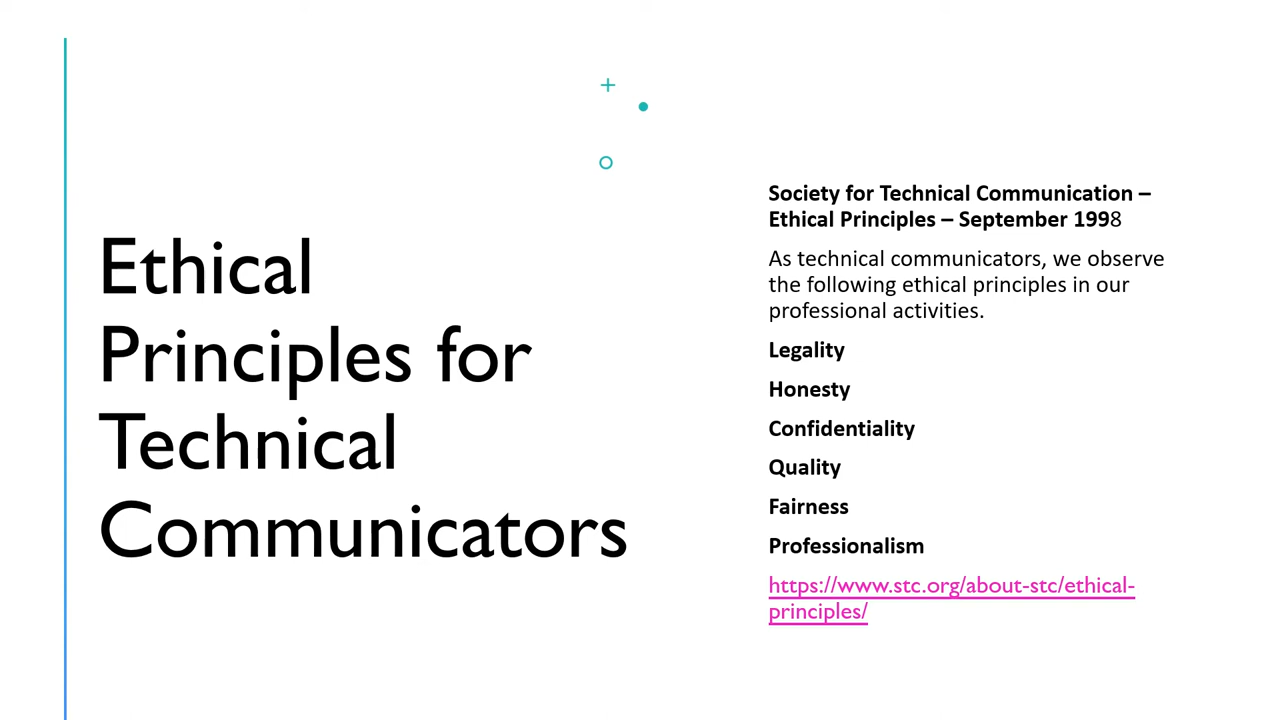 Ethical
Principles for
Technical
Communicators
Society for Technical Communication –
Ethical Principles – September 1998
As technical communicators, we observe
the following ethical principles in our
professional activities.
Legality
Honesty
Confidentiality
Quality
Fairness
Professionalism
https://www.stc.org/about-stc/ethical-
principles/